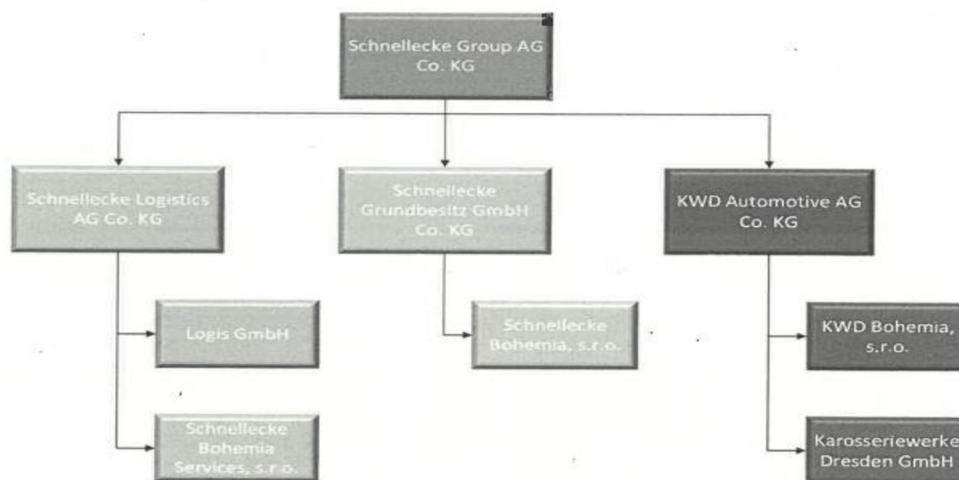 Schnellecke Group AG
Co. KG
Schnellecke Logistics
AG Co. KG
Schnellecke
Grundbesitz GmbH
Co. KG
KWD Automotive AG
Co. KG
Logis GmbH
Schnellecke
Bohemia, s.r.o.
KWD Bohemia,
s.r.o.
Schnellecke
Bohemia
Services, s.r.o.
Karosseriewerke
Dresden GmbH